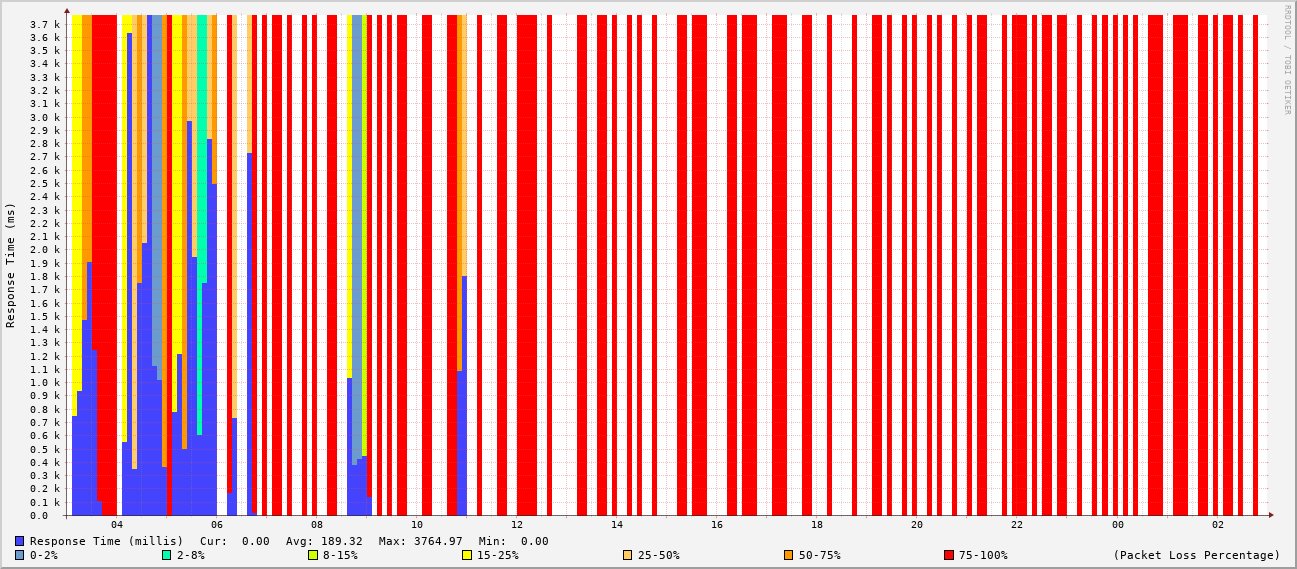 RRDTOOL / TOBI OETIKER
Response Time (ms)
3.7 k
3.6 k
3.5 k
3.4 k
3.3 k
3.2 k
3.1 k
3.0 k
2.9 k
2.8 k
2.7 k
2.6 k
2.5 k
2.4 k
2.3 k
2.2 k
2.1 k
2.0 k
1.9 k
1.8 k
1.7 k
1.6 k
1.5 k
1.4 k
1.3 k
1.2 k
1.1 k
1.0 k
0.9 k
0.8 k
0.7 k
0.6 k
0.5 k
0.4 k
0.3 k
0.2 k
0.1 k
0.0
04 06 08 10 12 14 16 18 20 22 00 02
Response Time (millis) Cur: 0.00 Avg: 189.32 Max: 3764.97 Min: 0.00
0-2% 2-8% 8-15% 15-25% 25-50% 50-75% 75-100% (Packet Loss Percentage)